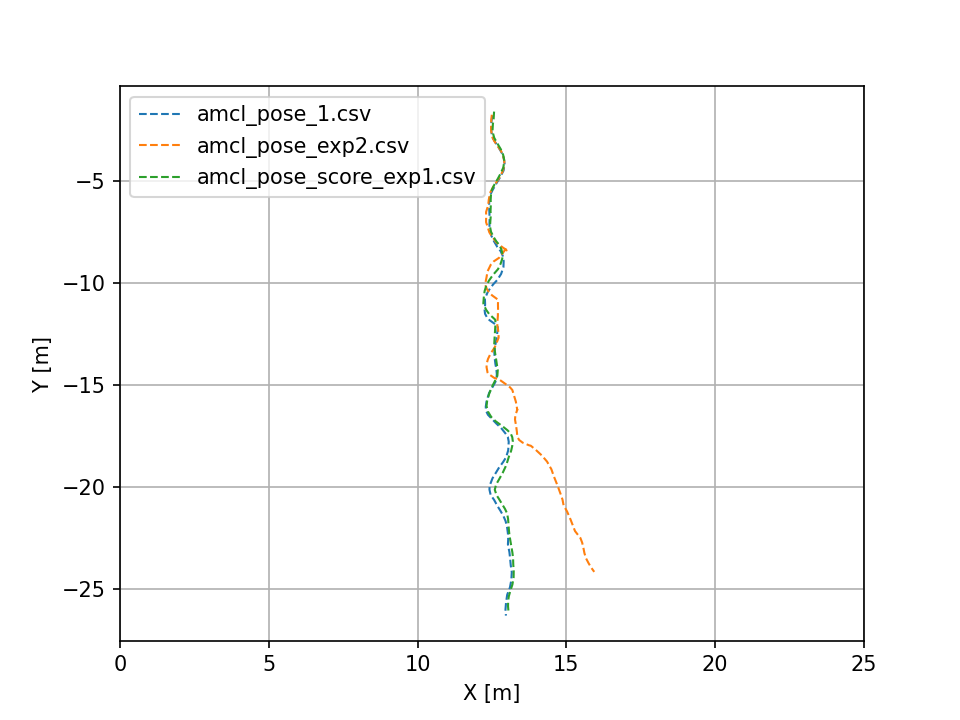 amcl_pose_1.csv
amcl_pose_exp2.csv
amcl_pose_score_exp1.csv
−5
−10
−15
−20
−25
Y [m]
0 5 10 15 20 25
X [m]